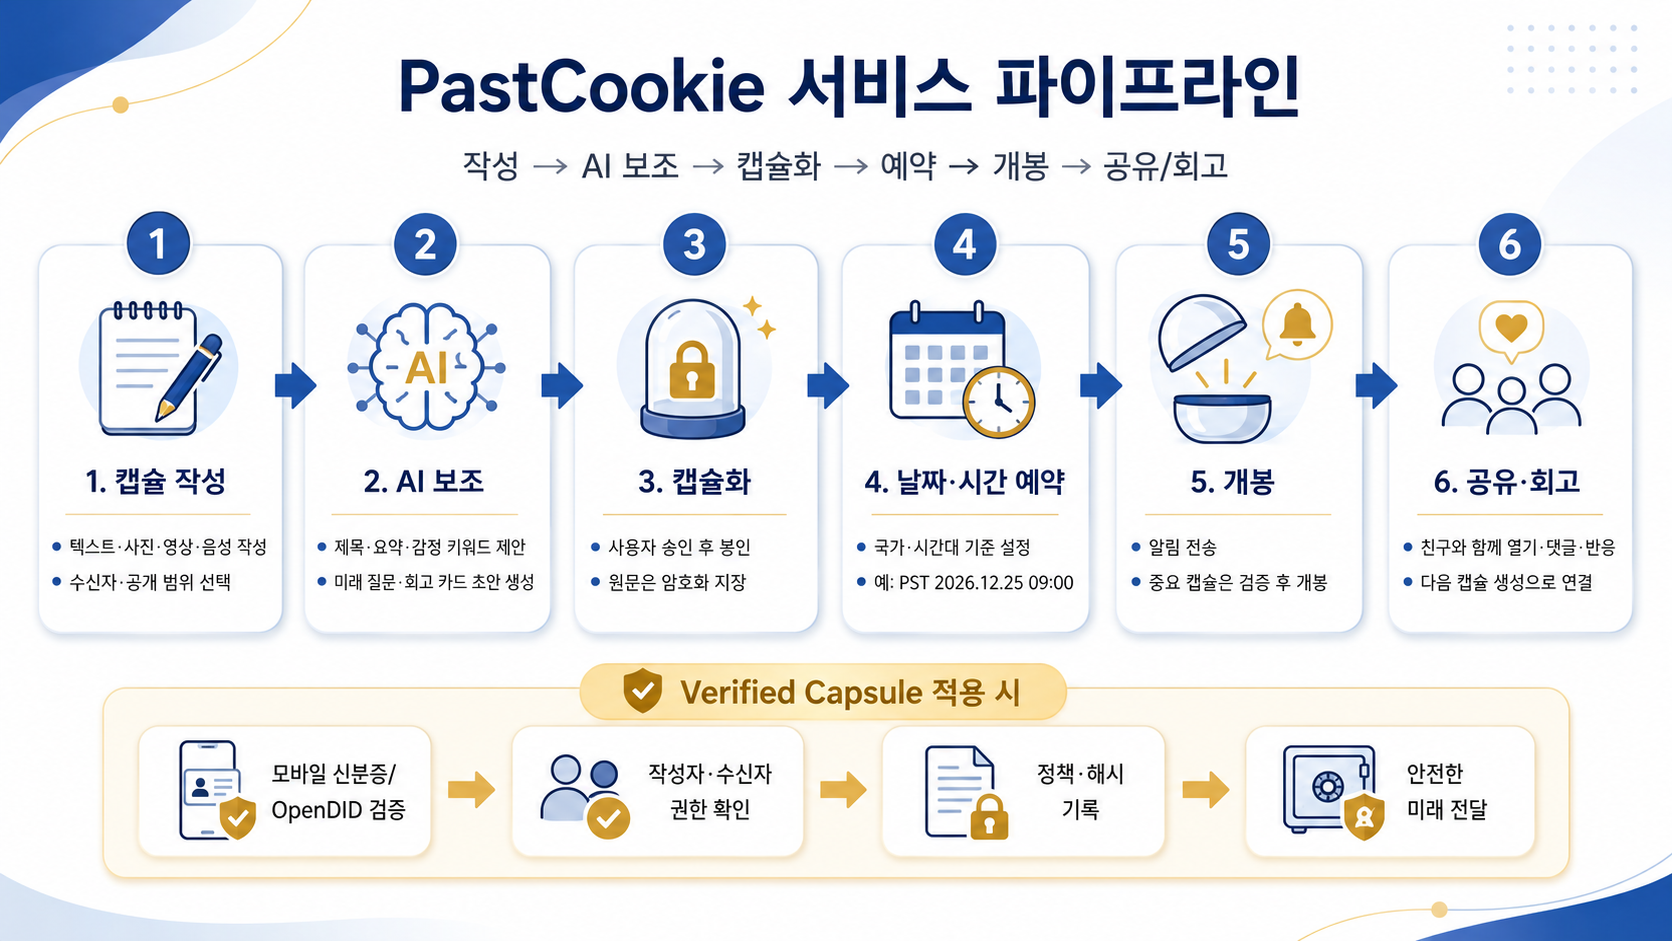 PastCookie 서비스 파이프라인
작성 → AI 보조 → 캡슐화 → 예약 → 개봉 → 공유/회고
1
AI
1. 캡슐 작성
• 텍스트·사진·영상·음성 작성
• 수신자·공개 범위 선택
2
2. AI 보조
• 제목·요약·감정 키워드 제안
• 미래 질문·회고 카드 초안 생성
3
3. 캡슐화
• 사용자 송인 후 봉인
• 원문은 암호화 지장
4
4. 날짜·시간 예약
• 국가·시간대 기준 설정
• 예: PST 2026.12.25 09:00
5
5. 개봉
• 알림 전송
• 중요 캡슐은 검증 후 개봉
6
6. 공유·회고
• 친구와 함께 열기·댓글·반응
• 다음 캡슐 생성으로 연결
Verified Capsule 적용 시
모바일 신분증/
OpenDID 검증
작성자·수신자
권한 확인
정책·해시
기록
안전한
미래 전달